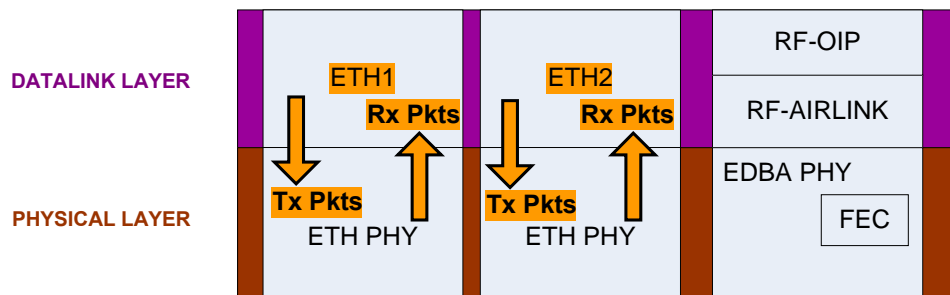 RF-OIP
DATALINK LAYER
ETH1
ETH2
Rx Pkts
Rx Pkts
RF-AIRLINK
EDBA PHY
Tx Pkts
Tx Pkts
PHYSICAL LAYER
ETH PHY
ETH PHY
FEC